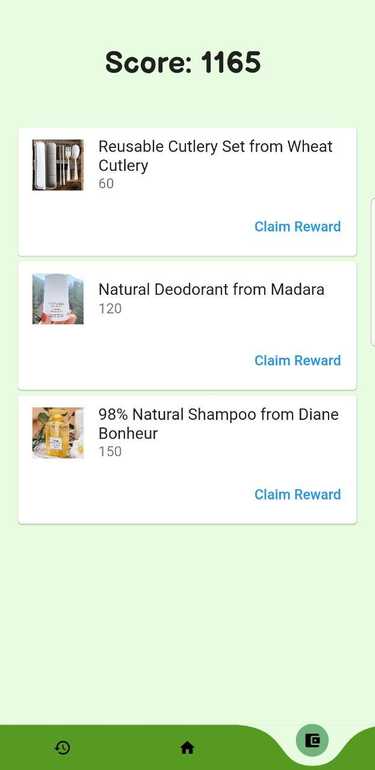 Score: 1165
Reusable Cutlery Set from Wheat
Cutlery
60
Claim Reward
Natural Deodorant from Madara
120
Claim Reward
98% Natural Shampoo from Diane
Bonheur
150
Claim Reward